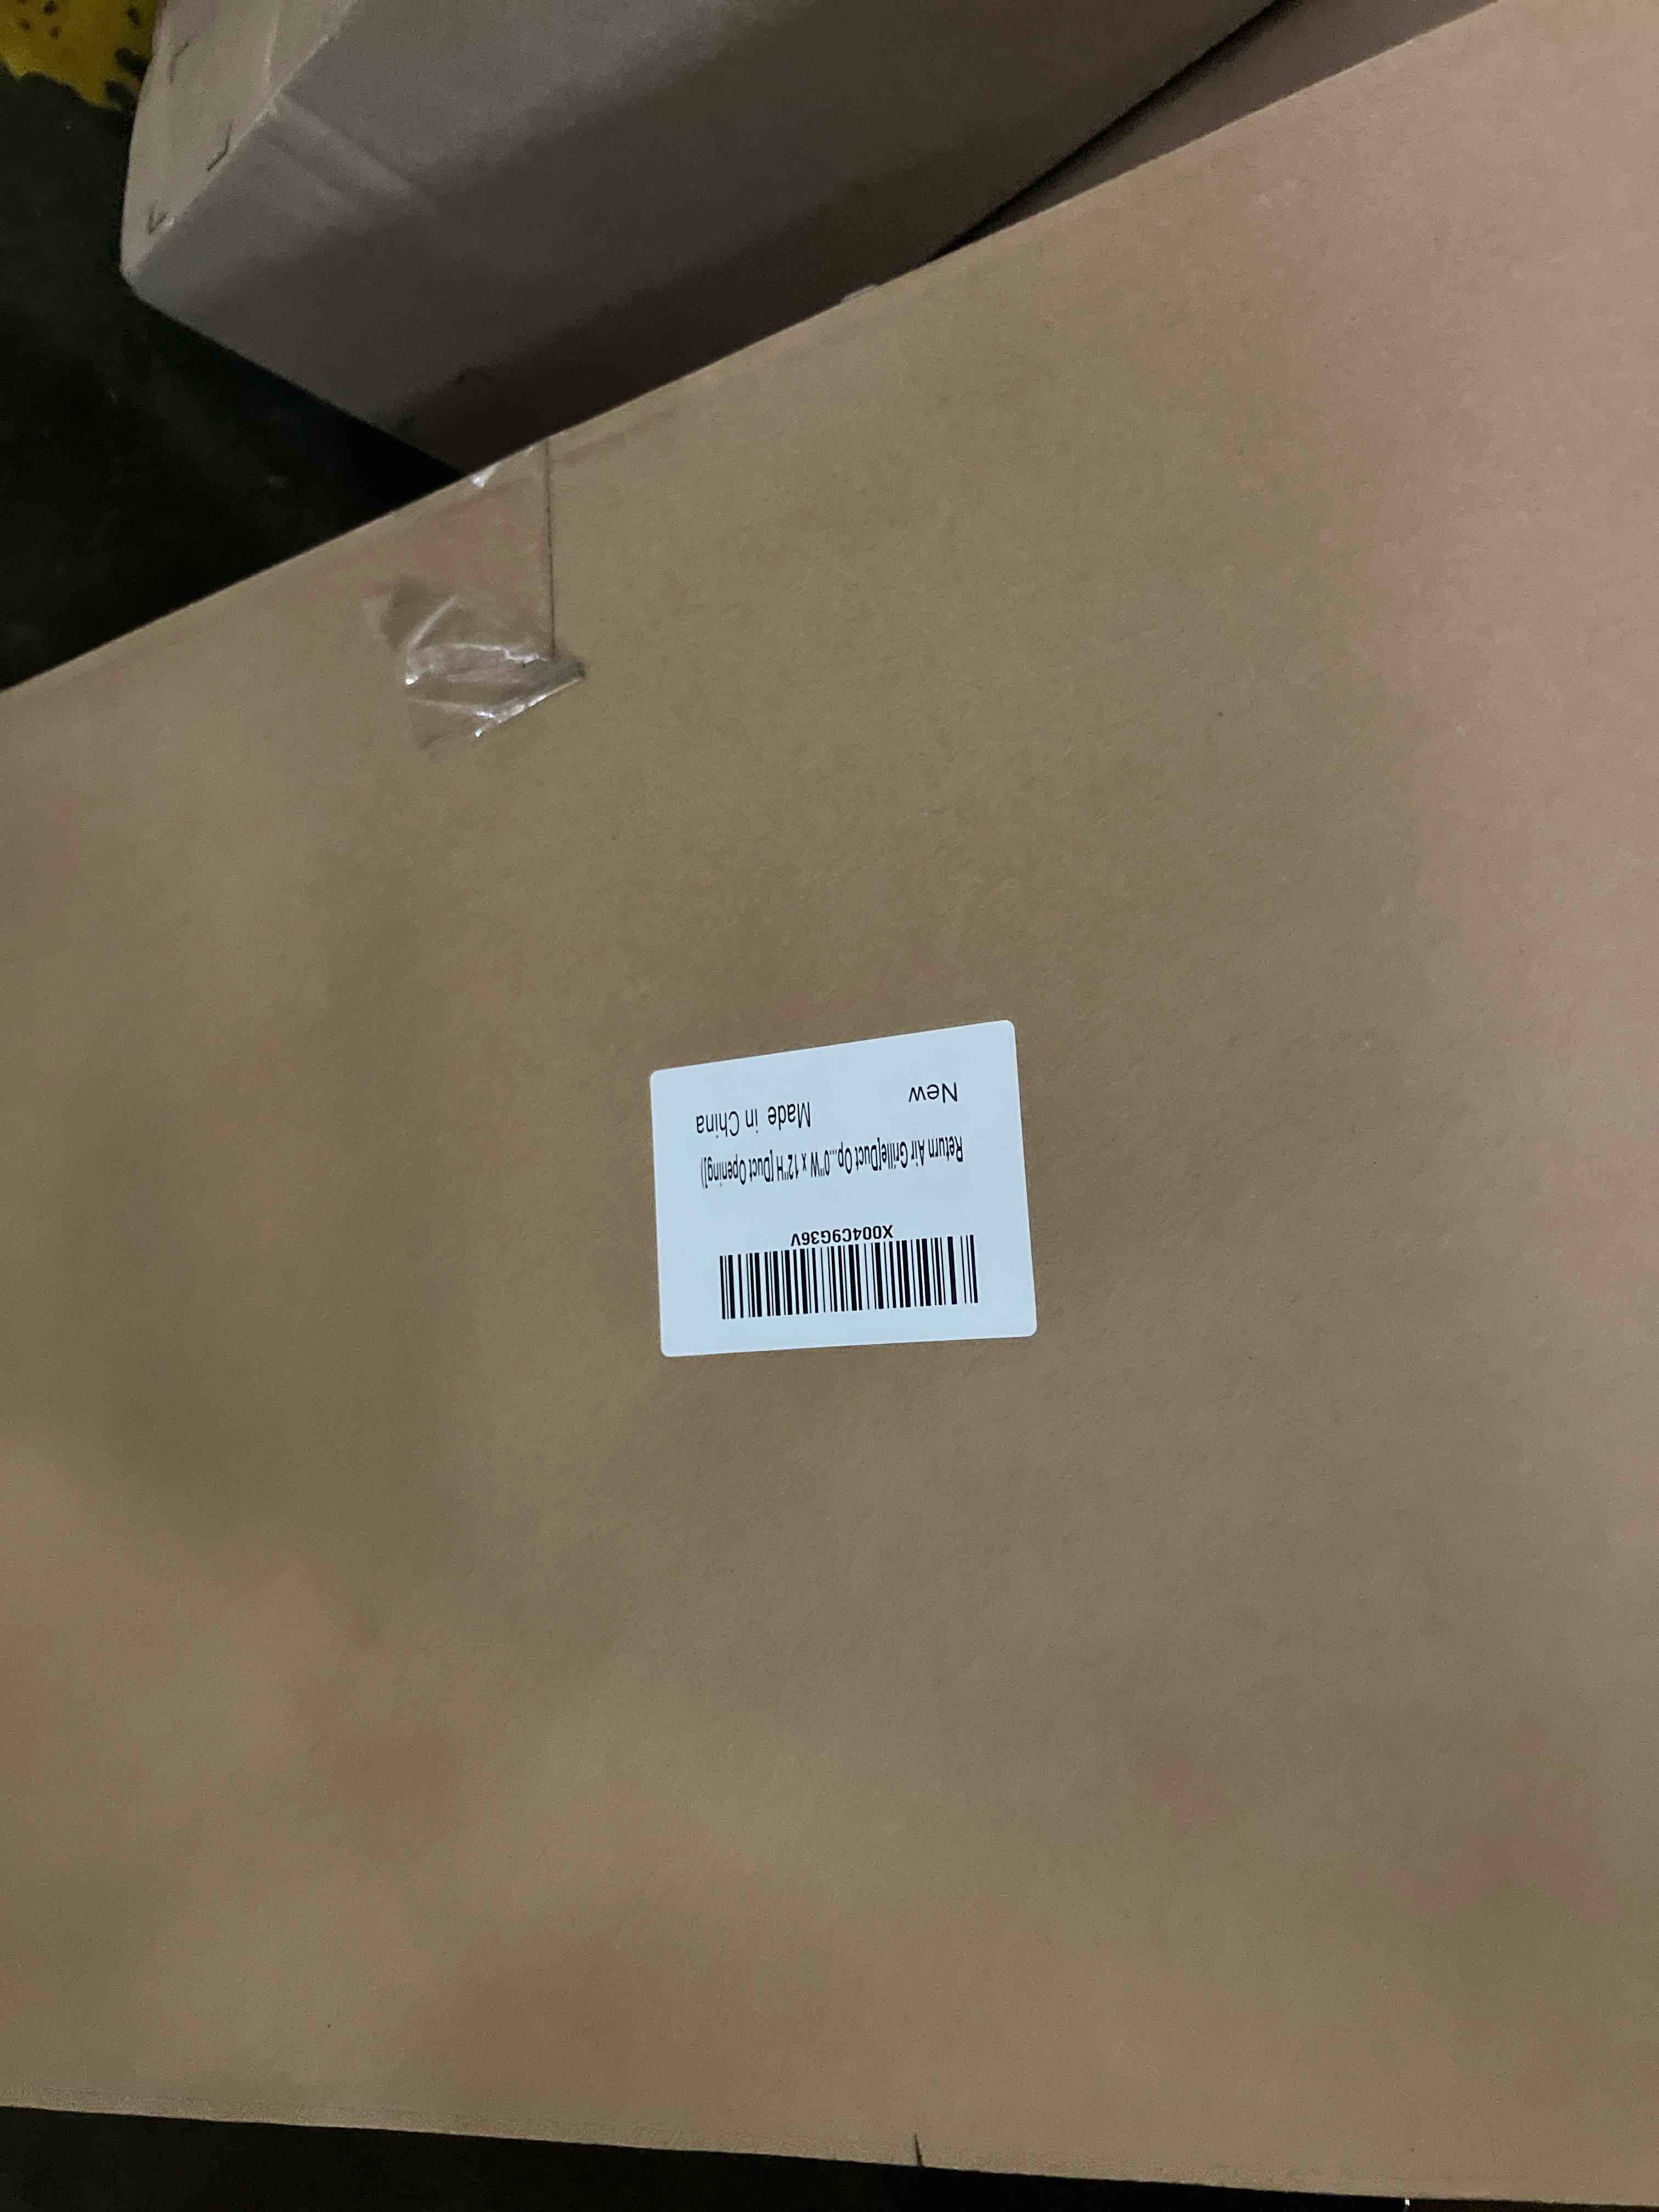 X004C9G36V
Return Air Grille[Duct Op...0"W x 12"H [Duct Opening])
New
Made in China